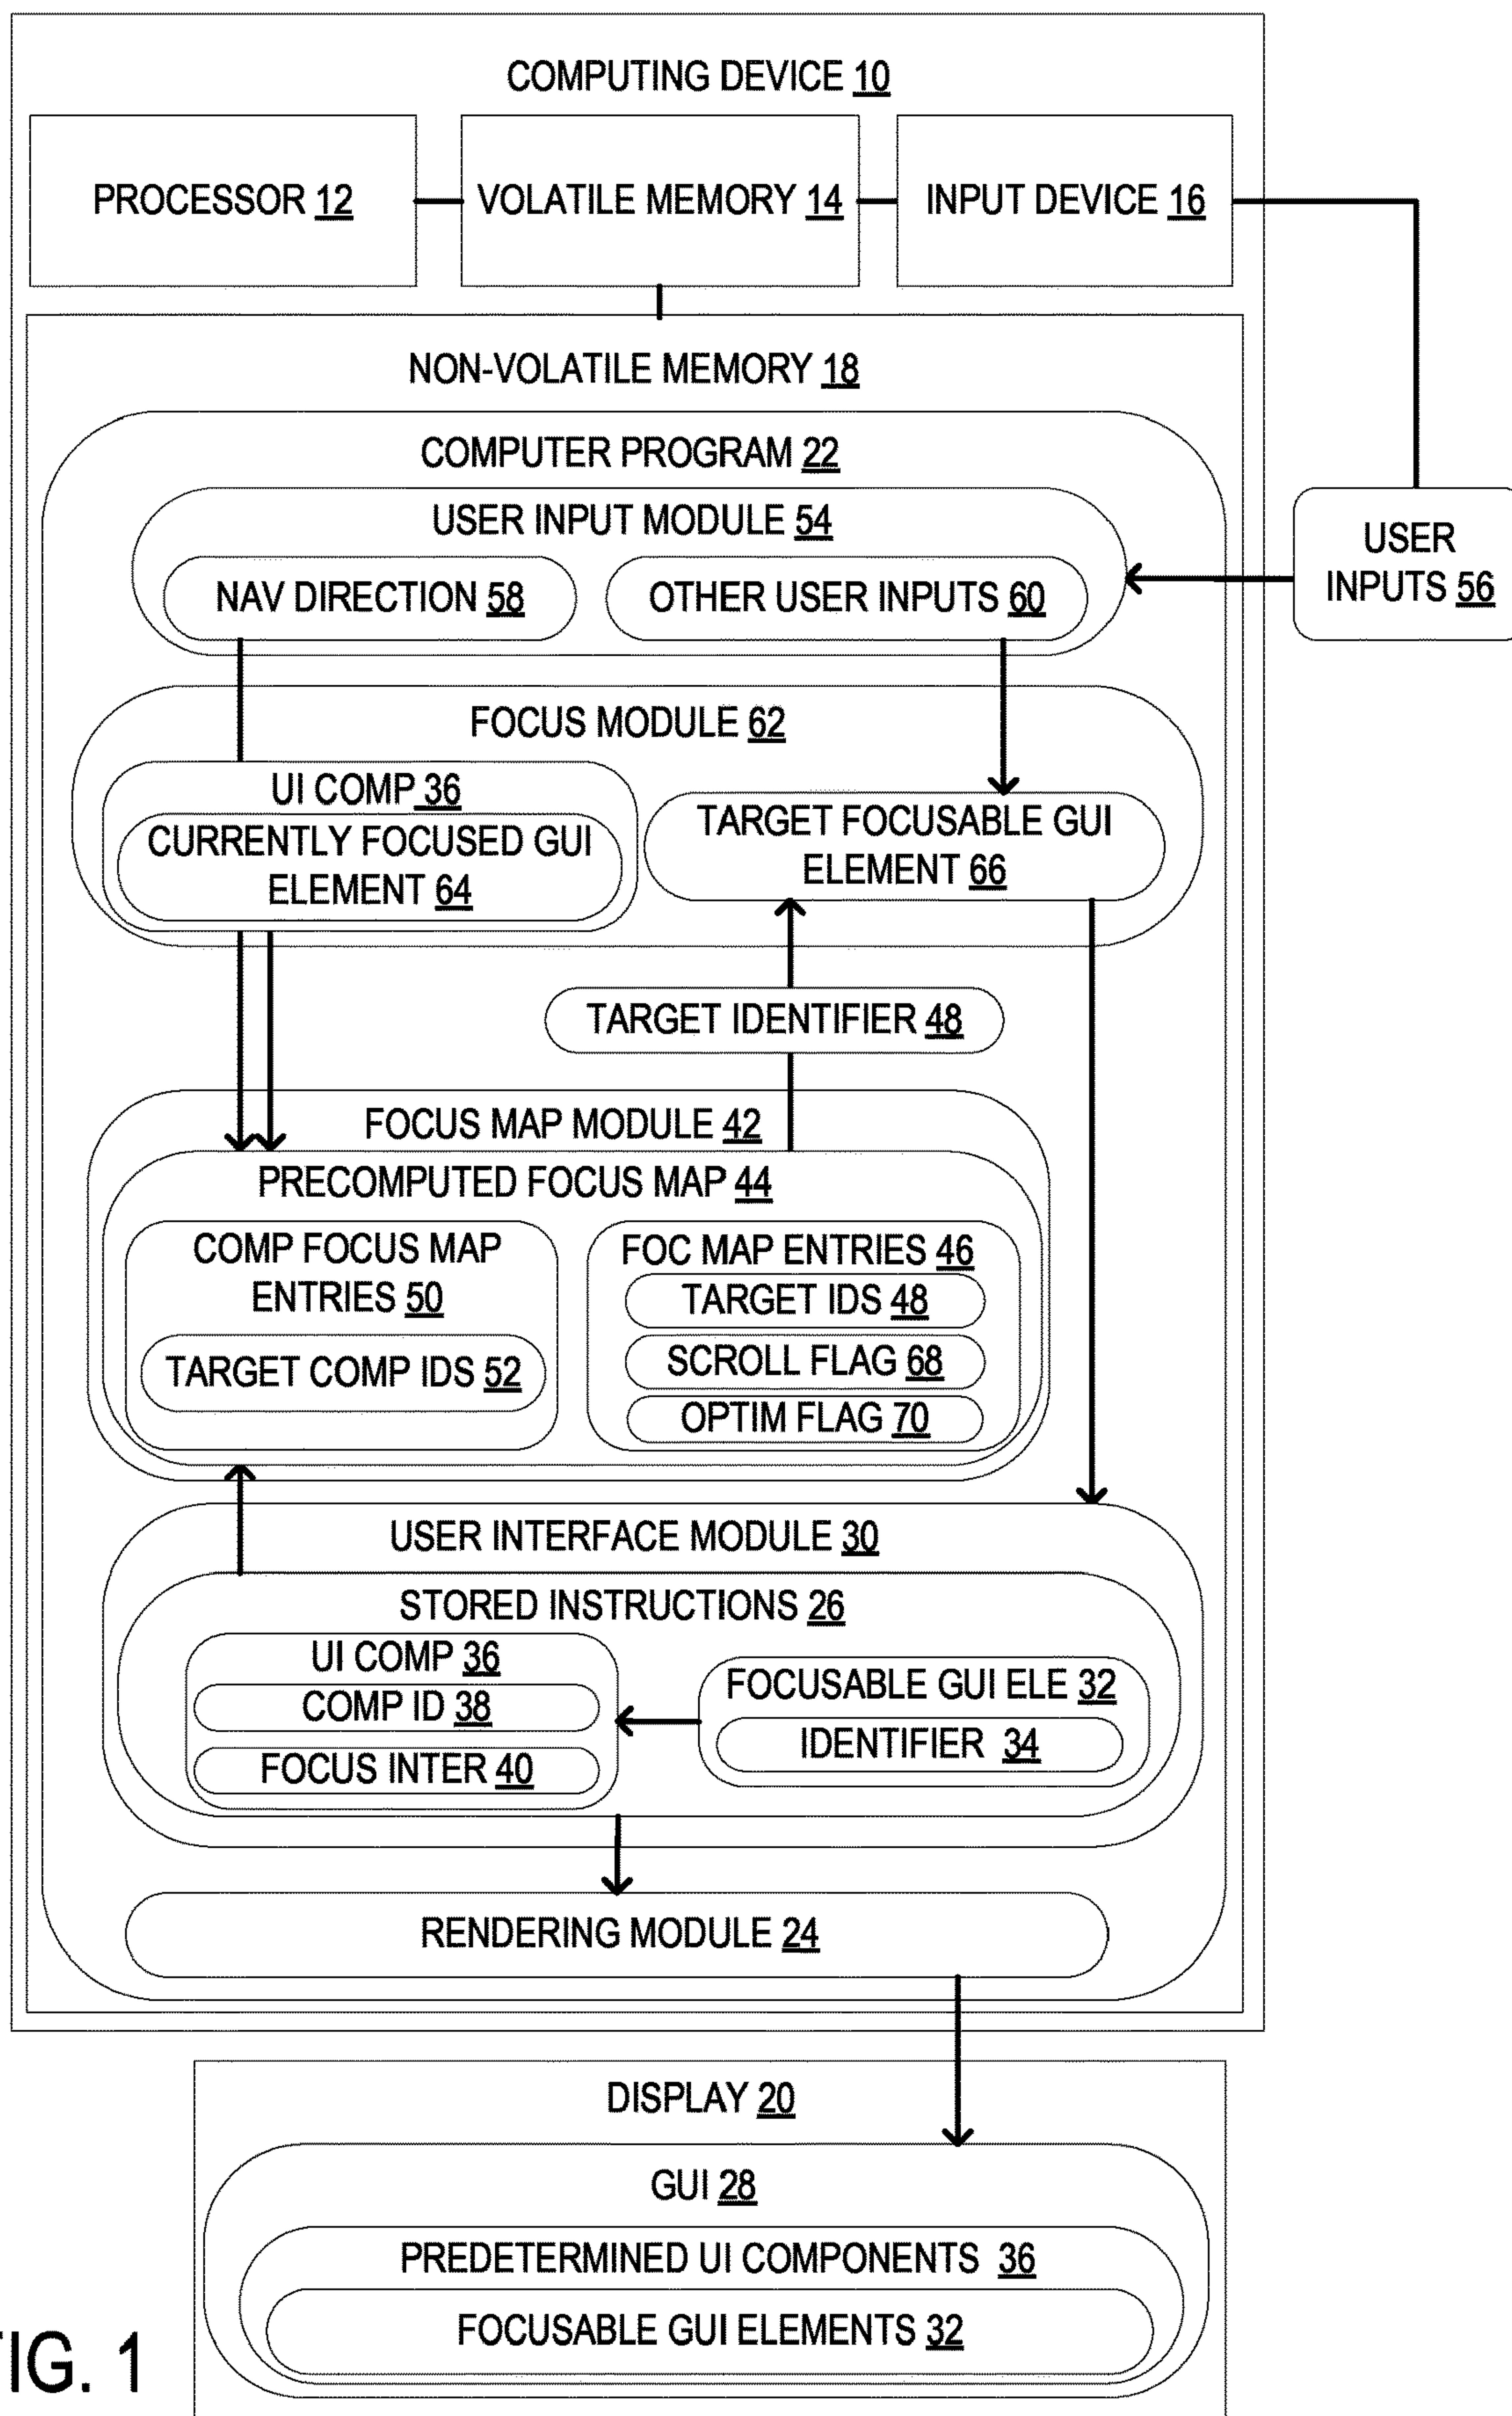 COMPUTING DEVICE 10
PROCESSOR 12
VOLATILE MEMORY 14
INPUT DEVICE 16
NON-VOLATILE MEMORY 18
COMPUTER PROGRAM 22
USER INPUT MODULE 54
NAV DIRECTION 58
OTHER USER INPUTS 60
USER
INPUTS 56
FOCUS MODULE 62
UI COMP 36
CURRENTLY FOCUSED GUI
ELEMENT 64
TARGET FOCUSABLE GUI
ELEMENT 66
TARGET IDENTIFIER 48
FOCUS MAP MODULE 42
PRECOMPUTED FOCUS MAP 44
COMP FOCUS MAP
ENTRIES 50
TARGET COMP IDS 52
FOC MAP ENTRIES 46
TARGET IDS 48
SCROLL FLAG 68
OPTIM FLAG 70
USER INTERFACE MODULE 30
STORED INSTRUCTIONS 26
UI COMP 36
COMP ID 38
FOCUS INTER 40
FOCUSABLE GUI ELE 32
IDENTIFIER 34
RENDERING MODULE 24
DISPLAY 20
GUI 28
PREDETERMINED UI COMPONENTS 36
FOCUSABLE GUI ELEMENTS 32
FIG. 1